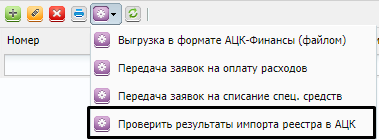 Номер
Выгрузка в формате АЦК-Финансы (файлом)
Передача заявок на оплату расходов
Передача заявок на списание спец. средств
Проверить результаты импорта реестра в АЦК